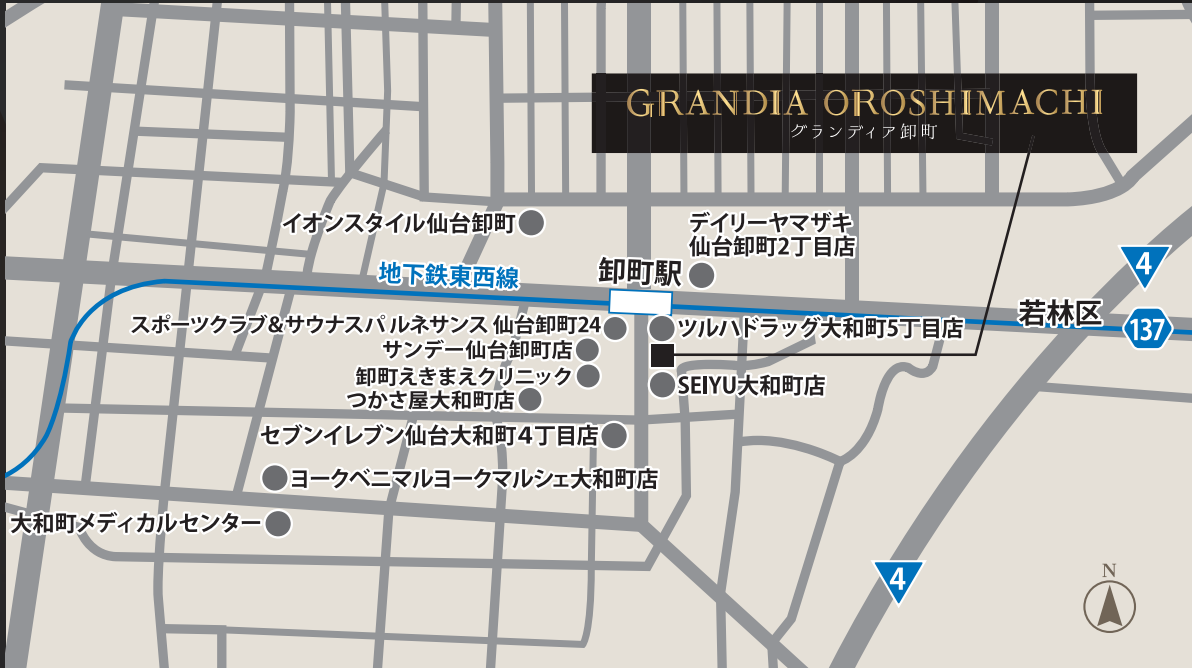 GRANDIA OROSHIMACHI
グランディア卸町
イオンスタイル仙台卸町
デイリーヤマザキ
仙台卸町2丁目店
4
地下鉄東西線
卸町駅
若林区
137
スポーツクラブ&サウナスパ ルネサンス 仙台卸町24
ツルハドラッグ大和町5丁目店
サンデー仙台卸町店
卸町えきまえクリニック
SEIYU大和町店
つかさ屋大和町店
セブンイレブン仙台大和町4丁目店
ヨークベニマルヨークマルシェ大和町店
大和町メディカルセンター
4
N